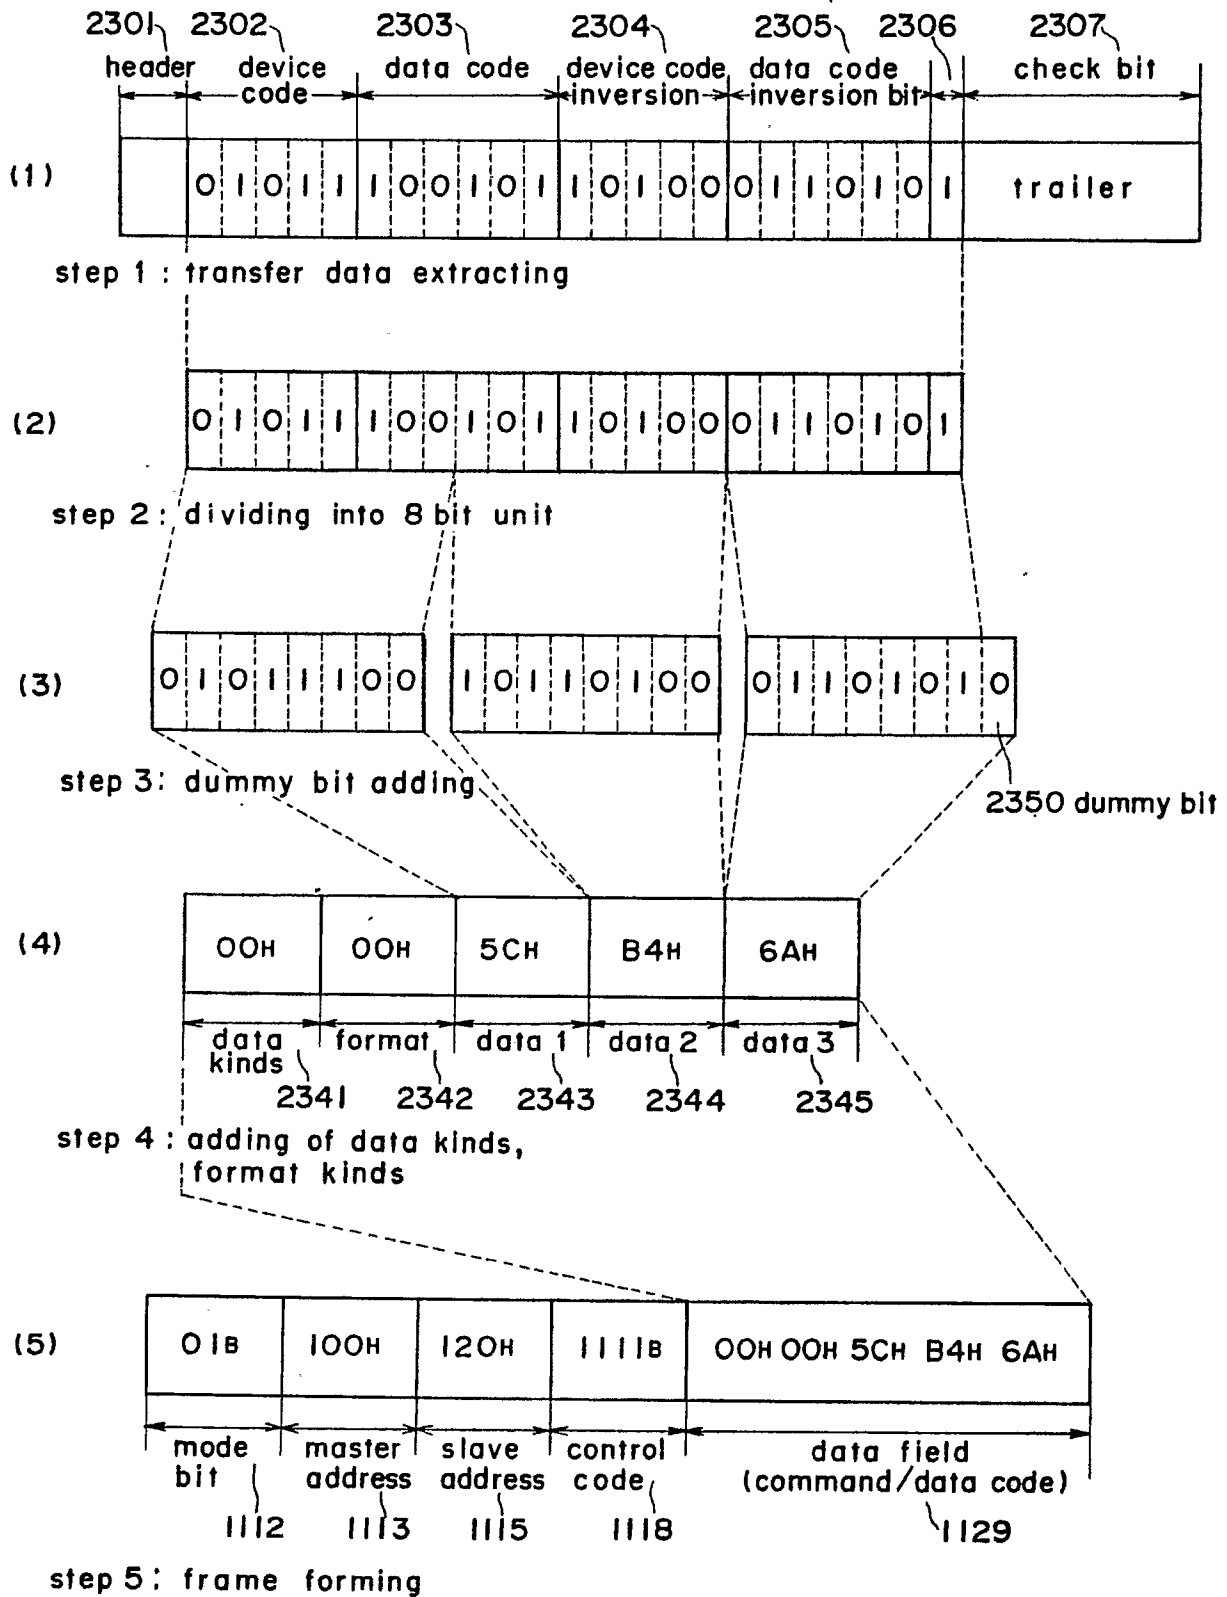 2301 2302 2303 2304 2305 2306 2307
header device code data code device code inversion data code inversion bit check bit
(1) 0 1 0 1 1 1 0 0 1 0 1 1 0 1 0 0 0 1 1 0 1 0 1 trailer
step 1 : transfer data extracting
(2) 0 1 0 1 1 1 0 0 1 0 1 1 0 1 0 0 0 1 1 0 1 0 1
step 2 : dividing into 8 bit unit
(3) 0 1 0 1 1 1 0 0 1 0 1 1 0 1 0 0 0 1 1 0 1 0 1 0
step 3 : dummy bit adding
2350 dummy bit
(4) 00H 00H 5CH B4H 6AH
data kinds format data 1 data 2 data 3
2341 2342 2343 2344 2345
step 4 : adding of data kinds,
format kinds
(5) 01B 100H 120H 1111B 00H 00H 5CH B4H 6AH
mode bit master address slave address control code data field (command/data code)
1112 1113 1115 1118 1129
step 5 : frame forming